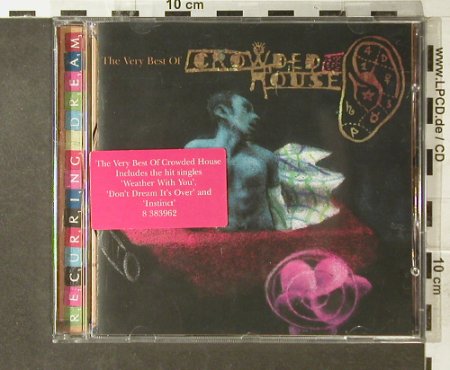 10 cm
The Very Best Of
CROWDED
HOUSE
RECURRING DREAM
The Very Best Of Crowded House
Includes the hit singles
'Weather With You',
'Don't Dream It's Over' and
'Instinct'
8 383962
www.LPCD.de / CD
10 cm